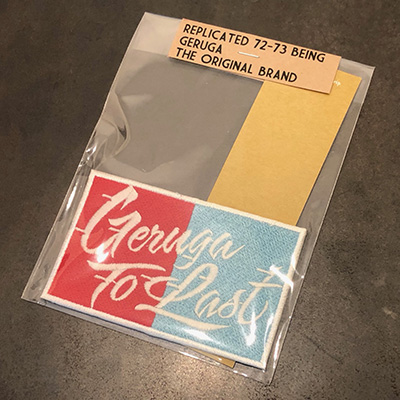 REPLICATED 72-73 BEING
GERUGA
THE ORIGINAL BRAND
Geruga
To Last